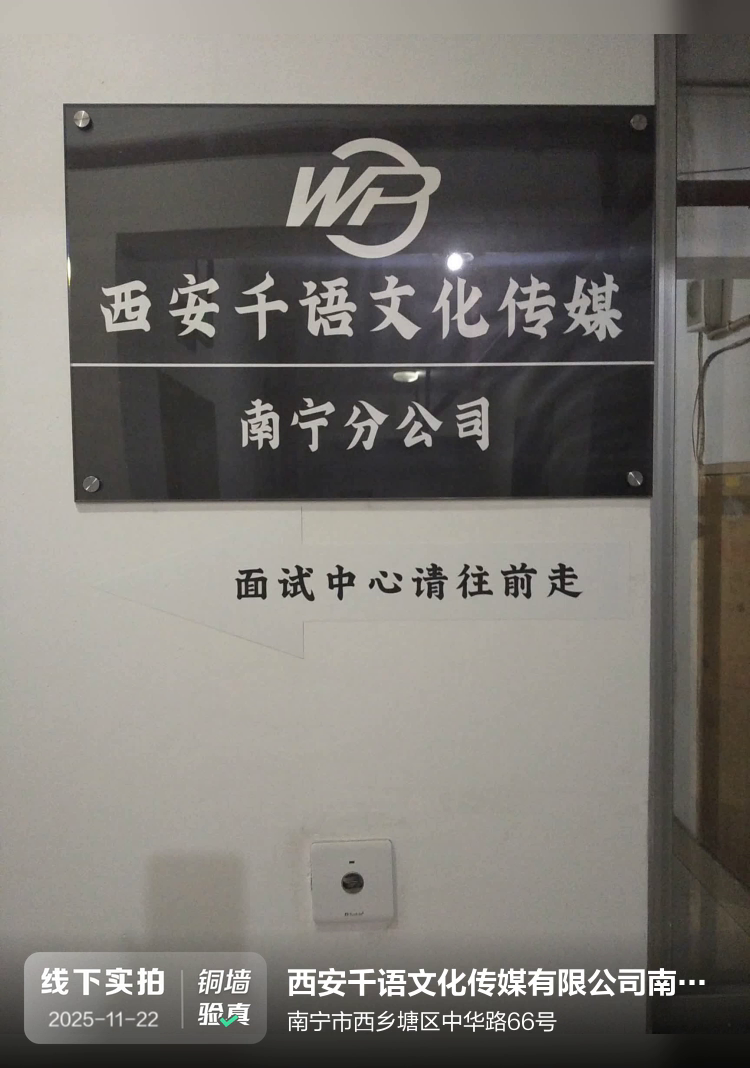 WB
西安千语文化传媒
南宁分公司
面试中心请往前走
线下实拍
2025-11-22
铜墙
验真
西安千语文化传媒有限公司南…
南宁市西乡塘区中华路66号